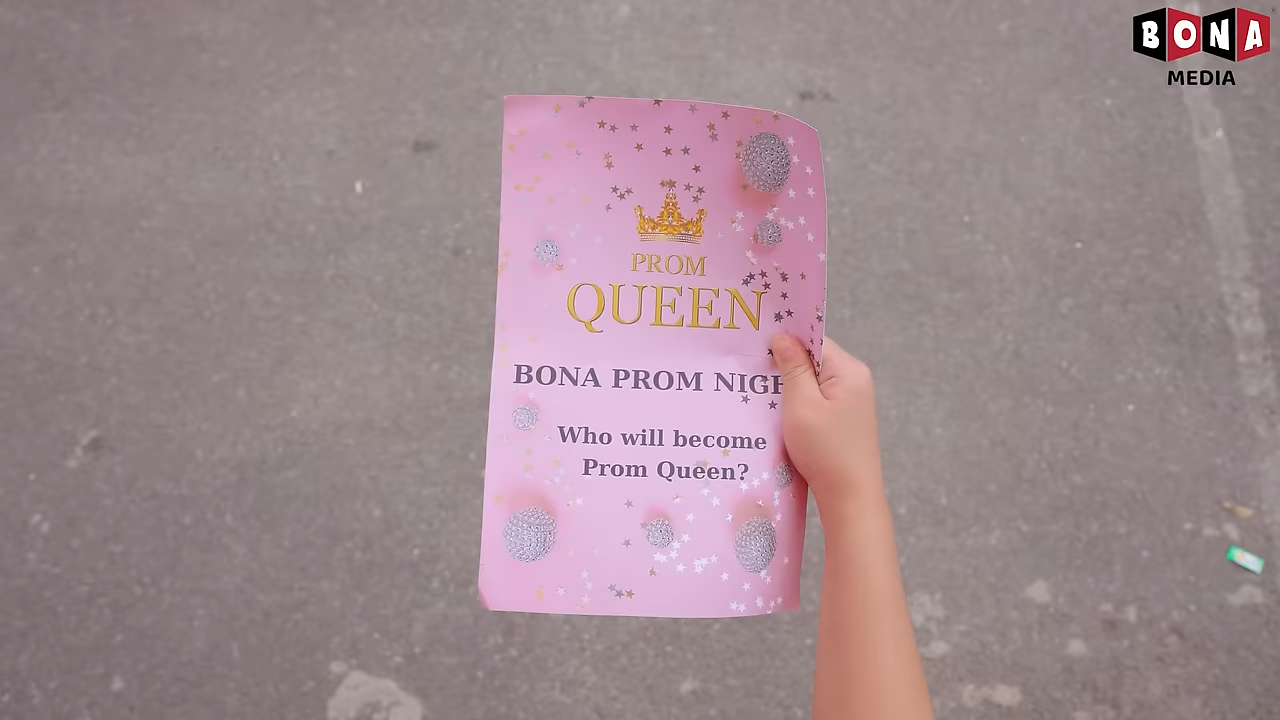 BONA
MEDIA
PROM
QUEEN
BONA PROM NIGH
Who will become
Prom Queen?